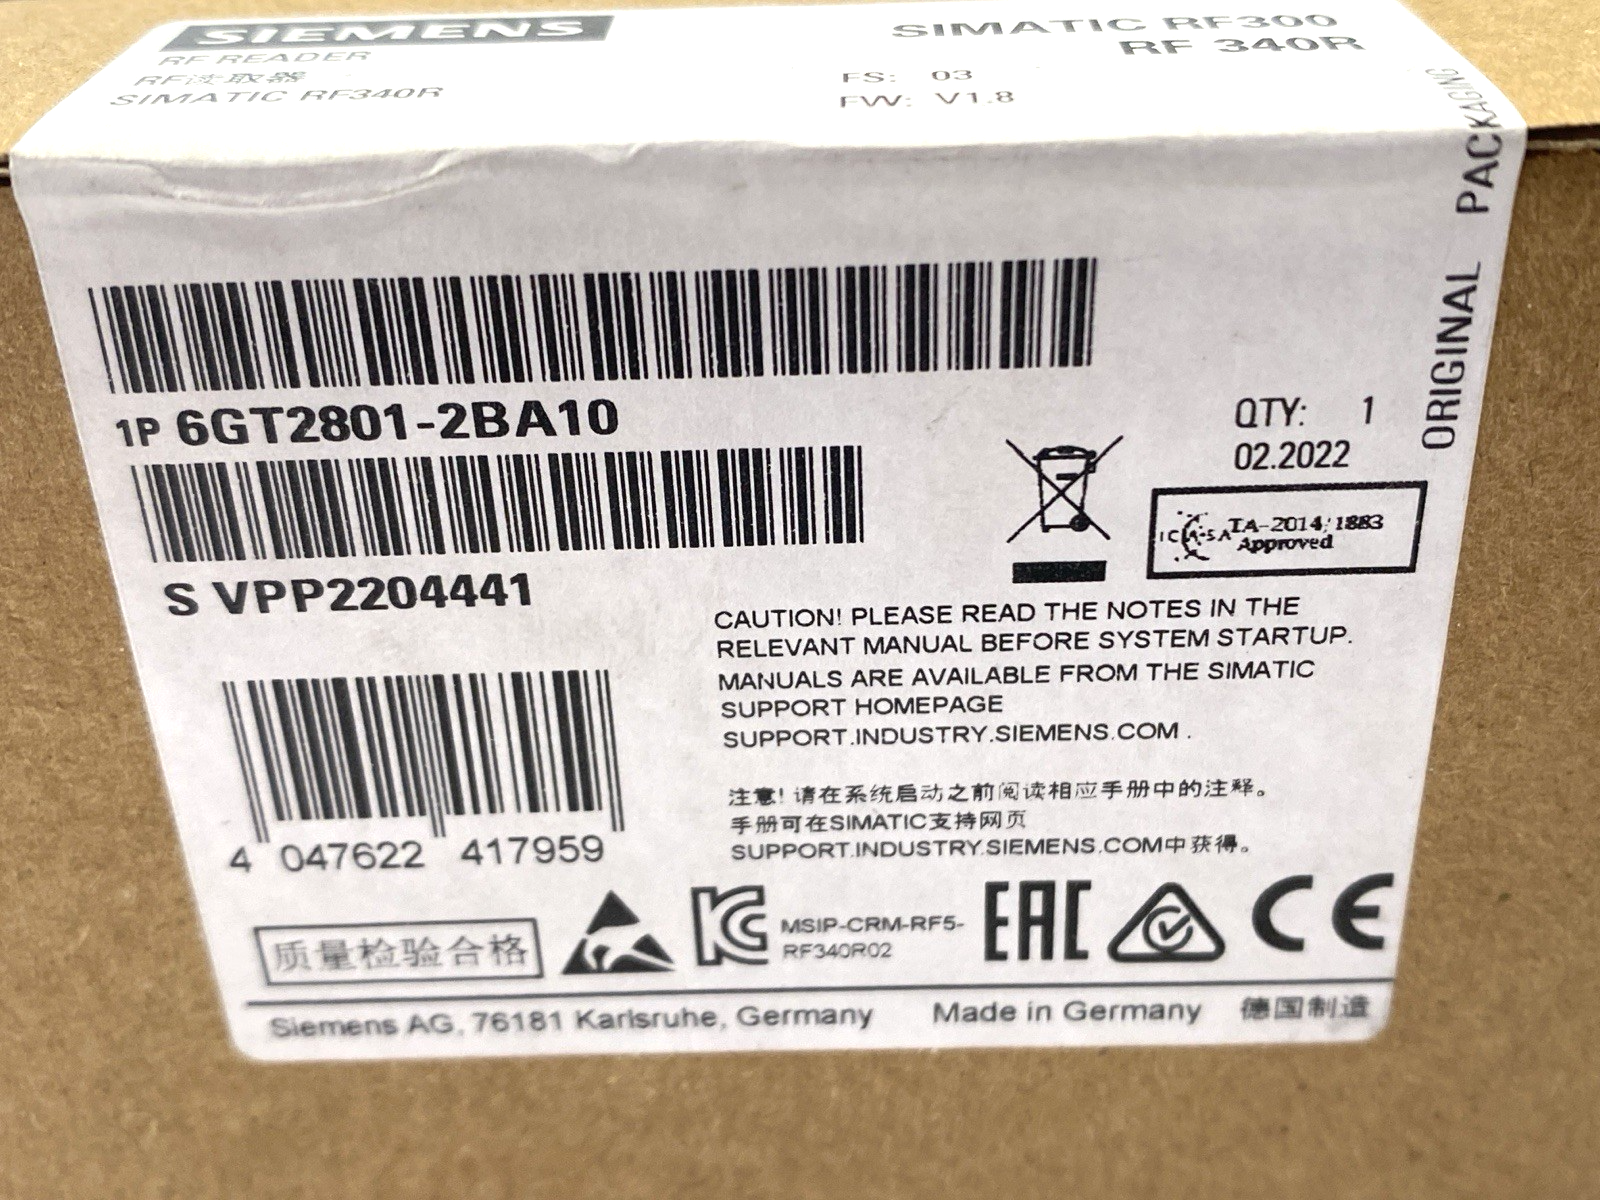 SIEMENS
RF READER
RF读取器
SIMATIC RF340R
SIMATIC RF300
RF 340R
FS: 03
FW: V1.8
ORIGINAL PACKAGING
1P 6GT2801-2BA10
QTY: 1
02.2022
S VPP2204441
ICASA TA-2014/1883
Approved
CAUTION! PLEASE READ THE NOTES IN THE
RELEVANT MANUAL BEFORE SYSTEM STARTUP.
MANUALS ARE AVAILABLE FROM THE SIMATIC
SUPPORT HOMEPAGE
SUPPORT.INDUSTRY.SIEMENS.COM .
注意! 请在系统启动之前阅读相应手册中的注释。
手册可在SIMATIC支持网页
SUPPORT.INDUSTRY.SIEMENS.COM中获得。
4 047622 417959
质量检验合格
KC
MSIP-CRM-RF5-
RF340R02
EAC
CE
Siemens AG, 76181 Karlsruhe, Germany Made in Germany 德国制造